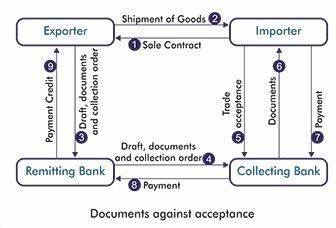 Shipment of Goods 2
Exporter
Importer
1 Sale Contract
9
6
Payment Credit
Draft, documents
and collection order
Trade
acceptance
Documents
Payment
3
5
7
Draft, documents
and collection order 4
Remitting Bank
Collecting Bank
8 Payment
Documents against acceptance